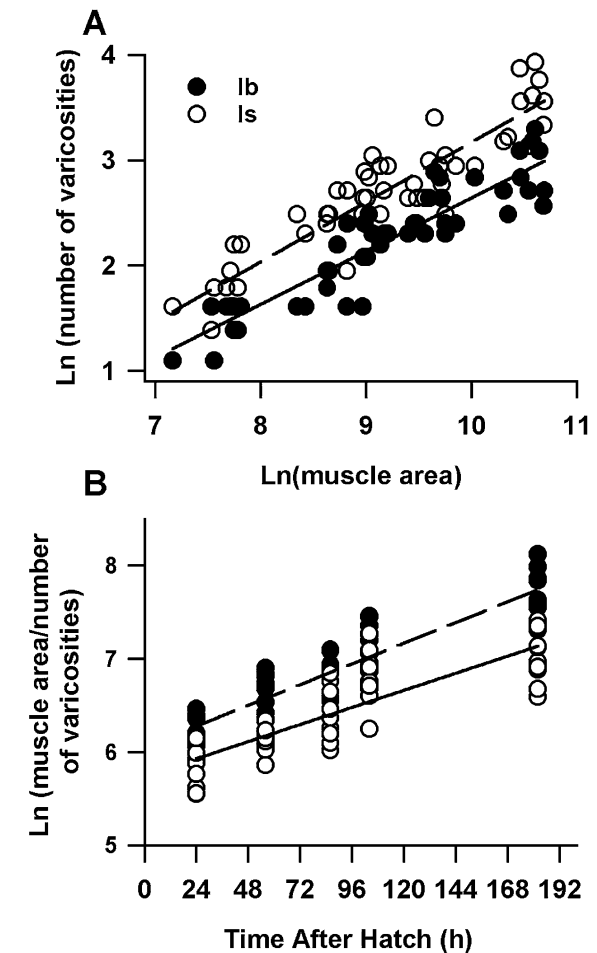 A
Ln (number of varicosities)
4
3
2
1
Ib
Is
7 8 9 10 11
Ln(muscle area)
B
Ln (muscle area/number
of varicosities)
8
7
6
5
0 24 48 72 96 120 144 168 192
Time After Hatch (h)